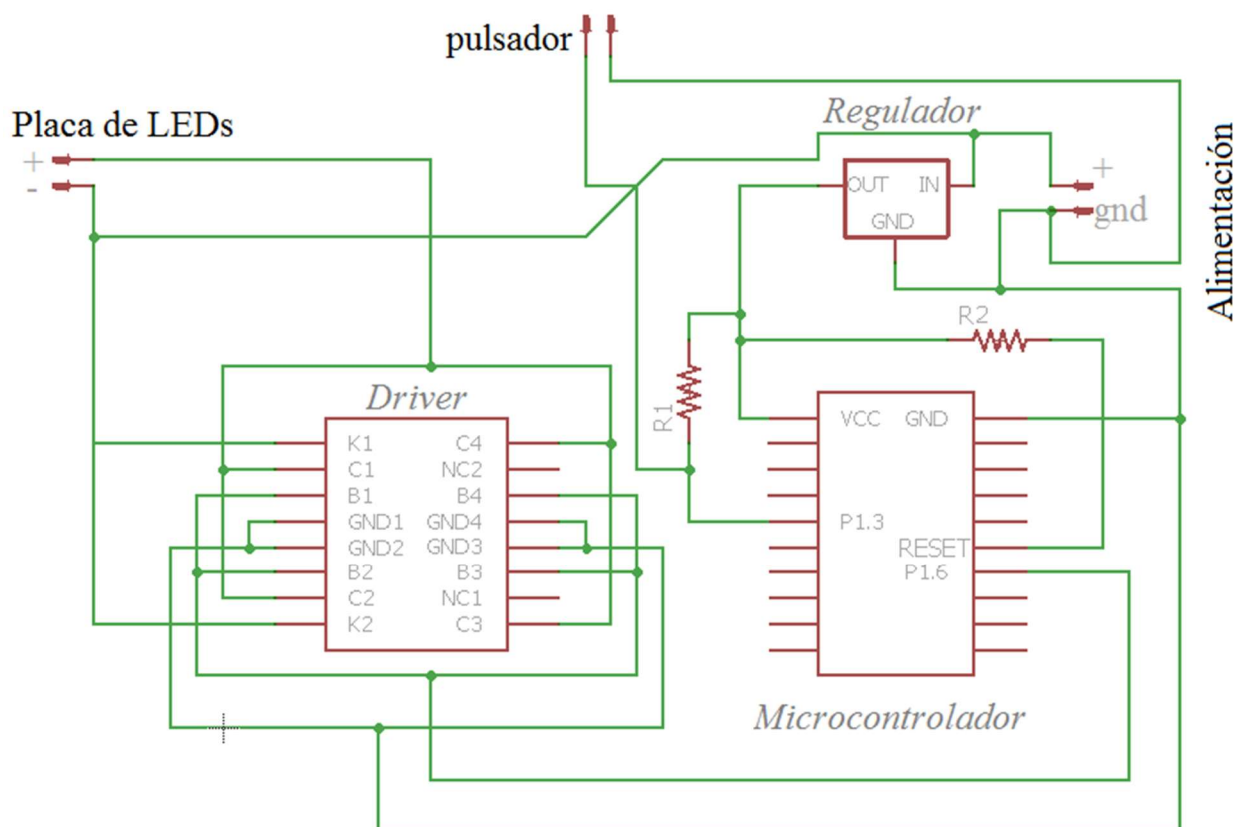 pulsador
Placa de LEDs
+
-
Regulador
OUT IN
GND
+
gnd
Alimentación
R1
R2
Driver
K1 C4
C1 NC2
B1 B4
GND1 GND4
GND2 GND3
B2 B3
C2 NC1
K2 C3
VCC GND
P1.3
RESET
P1.6
Microcontrolador